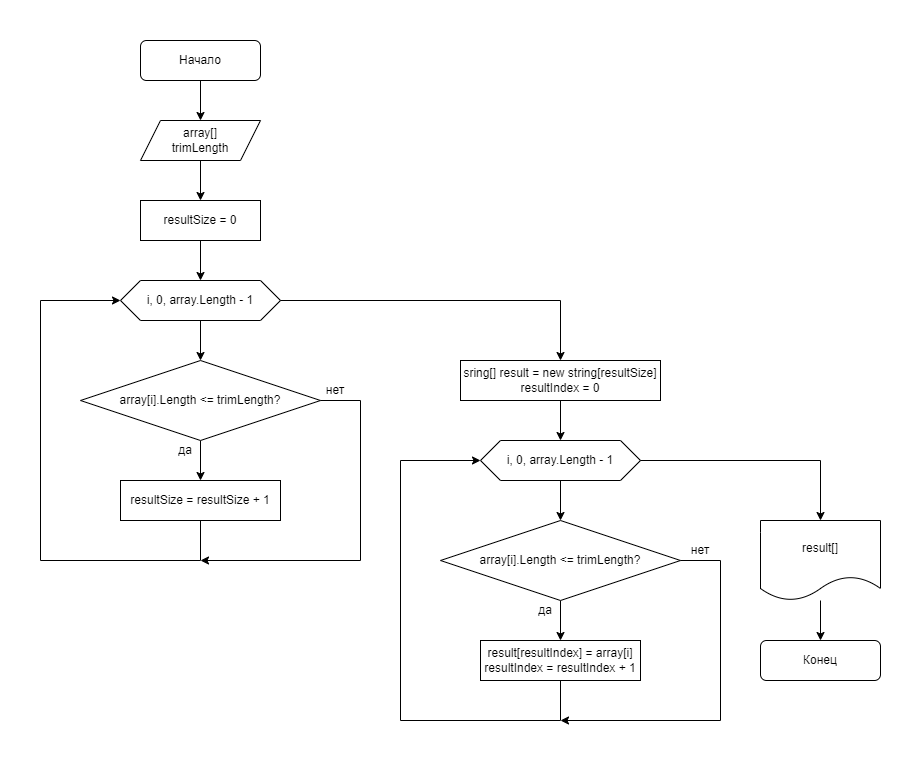 Начало
array[]
trimLength
resultSize = 0
i, 0, array.Length - 1
array[i].Length <= trimLength?
нет
да
resultSize = resultSize + 1
sring[] result = new string[resultSize]
resultIndex = 0
i, 0, array.Length - 1
array[i].Length <= trimLength?
нет
да
result[resultIndex] = array[i]
resultIndex = resultIndex + 1
result[]
Конец